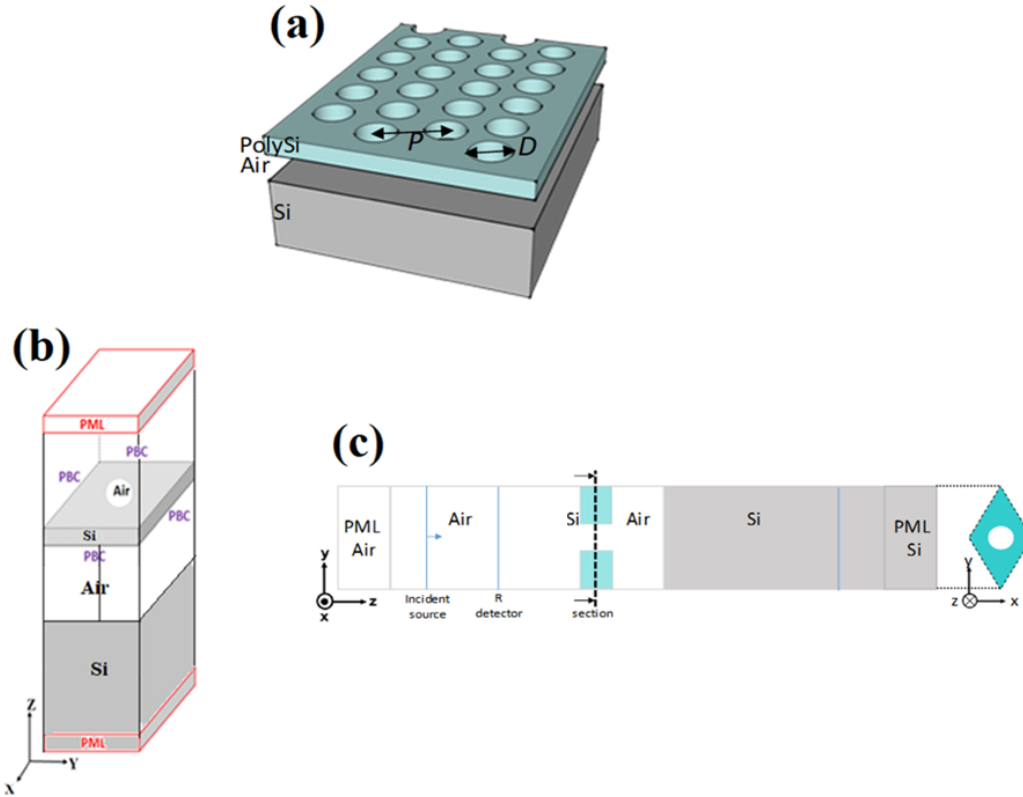 (a)
P
D
PolySi
Air
Si
(b)
PML
PBC
PBC
Air
PBC
Si
PBC
Air
Si
PML
Z
Y
X
(c)
PML
Air
Air
Si
Air
Si
PML
Si
y
x
z
Incident
source
R
detector
section
y
z
x